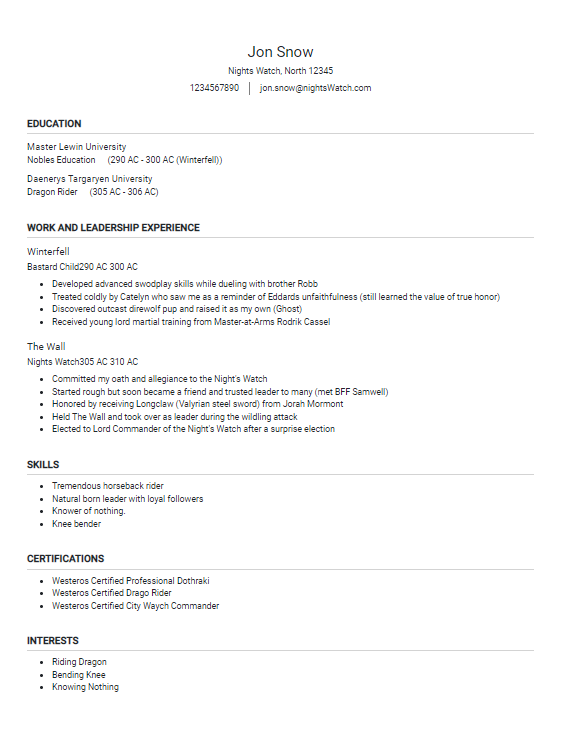 Jon Snow
Nights Watch, North 12345
1234567890 | jon.snow@nightsWatch.com
EDUCATION
Master Lewin University
Nobles Education (290 AC - 300 AC (Winterfell))
Daenerys Targaryen University
Dragon Rider (305 AC - 306 AC)
WORK AND LEADERSHIP EXPERIENCE
Winterfell
Bastard Child290 AC 300 AC
• Developed advanced swodplay skills while dueling with brother Robb
• Treated coldly by Catelyn who saw me as a reminder of Eddards unfaithfulness (still learned the value of true honor)
• Discovered outcast direwolf pup and raised it as my own (Ghost)
• Received young lord martial training from Master-at-Arms Rodrik Cassel
The Wall
Nights Watch305 AC 310 AC
• Committed my oath and allegiance to the Night's Watch
• Started rough but soon became a friend and trusted leader to many (met BFF Samwell)
• Honored by receiving Longclaw (Valyrian steel sword) from Jorah Mormont
• Held The Wall and took over as leader during the wildling attack
• Elected to Lord Commander of the Night's Watch after a surprise election
SKILLS
• Tremendous horseback rider
• Natural born leader with loyal followers
• Knower of nothing.
• Knee bender
CERTIFICATIONS
• Westeros Certified Professional Dothraki
• Westeros Certified Drago Rider
• Westeros Certified City Waych Commander
INTERESTS
• Riding Dragon
• Bending Knee
• Knowing Nothing